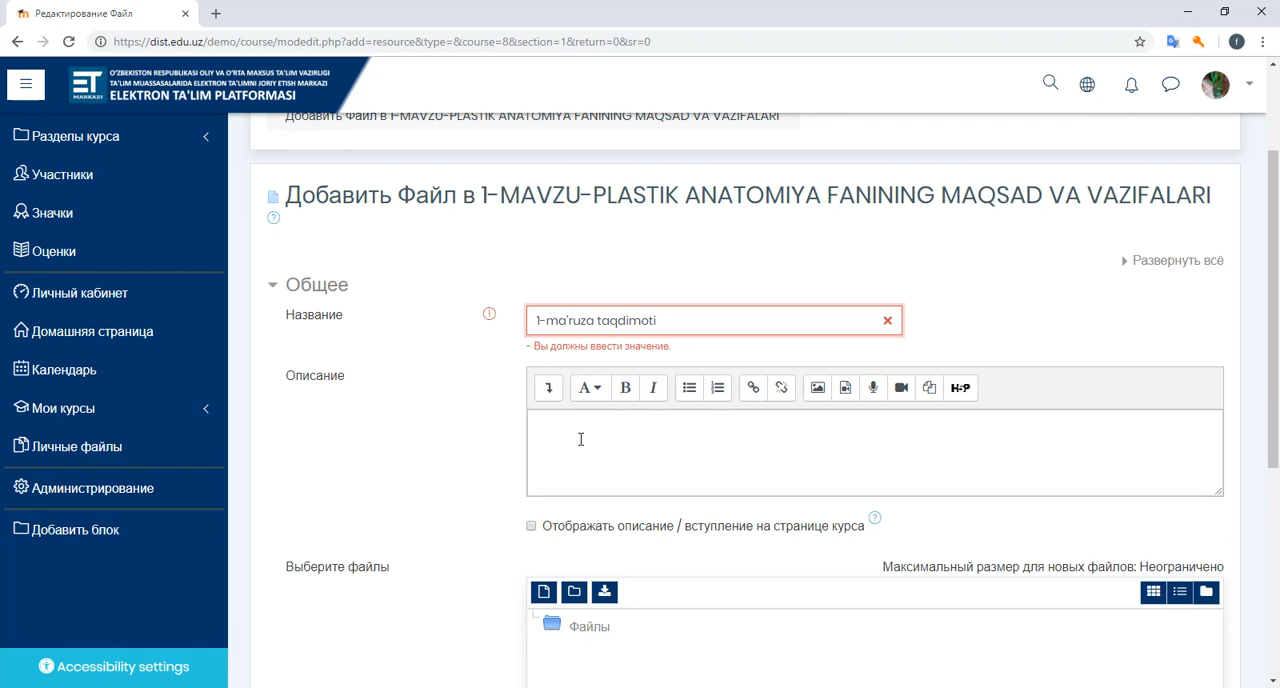 Редактирование Файл
https://dist.edu.uz/demo/course/modedit.php?add=resource&type=&course=8&section=1&return=0&sr=0
f
ET
MARKAZI
O'ZBEKISTON RESPUBLIKASI OLIY VA O'RTA MAXSUS TA'LIM VAZIRLIGI
TA'LIM MUASSASALARIDA ELEKTRON TA'LIMNI JORIY ETISH MARKAZI
ELEKTRON TA'LIM PLATFORMASI
Разделы курса
Участники
Значки
Оценки
Личный кабинет
Домашняя страница
Календарь
Мои курсы
Личные файлы
Администрирование
Добавить блок
Accessibility settings
Добавить Файл в 1-MAVZU-PLASTIK ANATOMIYA FANINING MAQSAD VA VAZIFALARI
Добавить Файл в 1-MAVZU-PLASTIK ANATOMIYA FANINING MAQSAD VA VAZIFALARI
Развернуть всё
Общее
Название
1-ma'ruza taqdimoti
- Вы должны ввести значение.
Описание
A B I H-P
Отображать описание / вступление на странице курса
Выберите файлы
Максимальный размер для новых файлов: Неограничено
Файлы